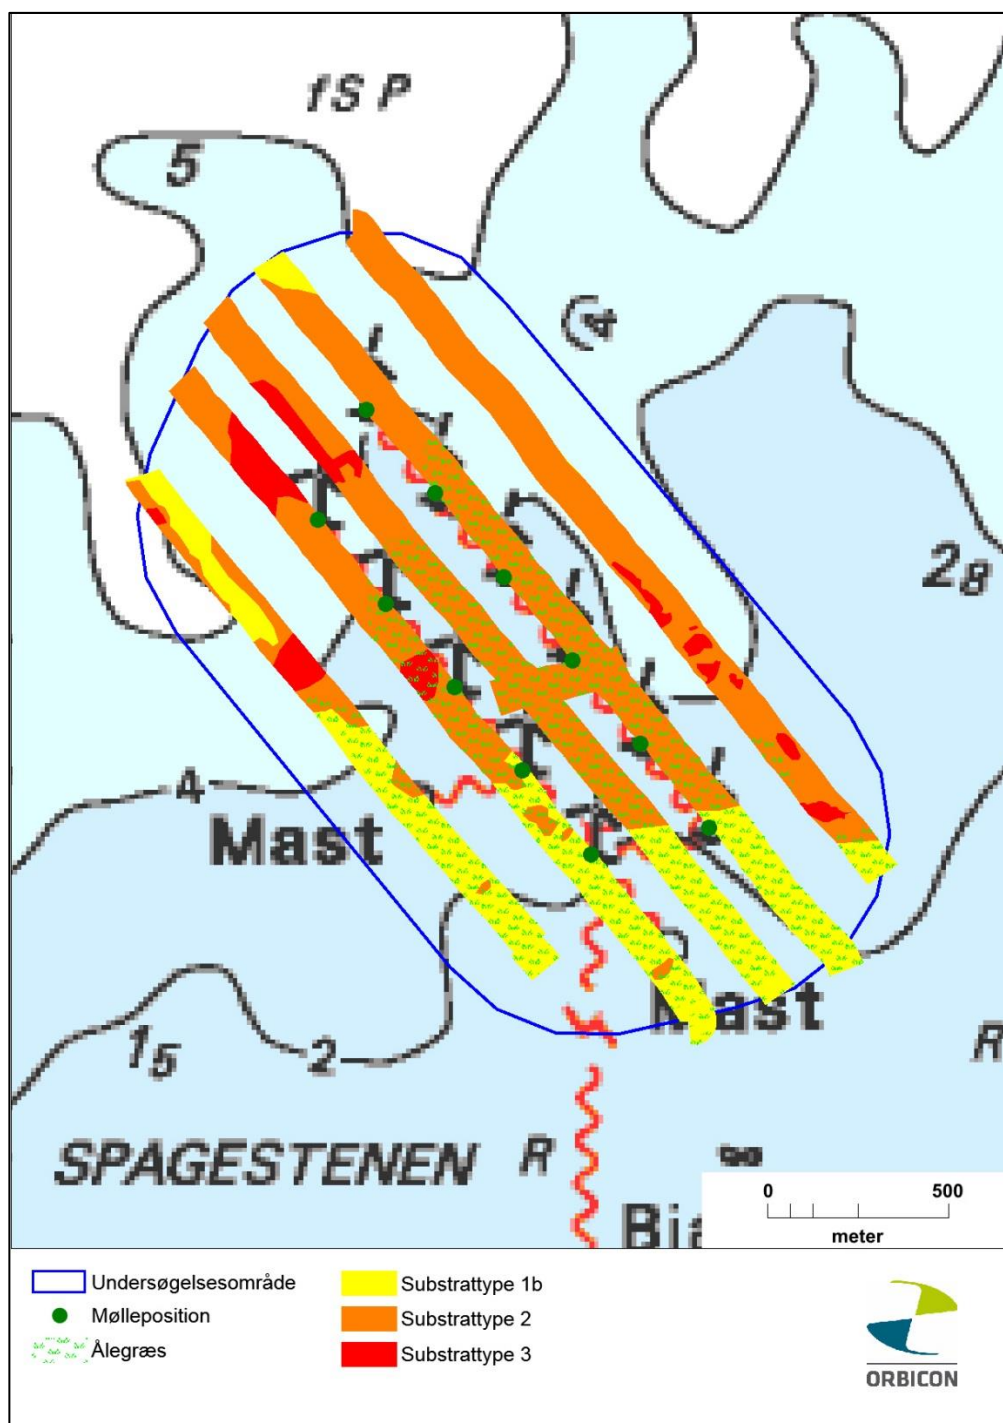 fS P
5
4
28
4
Mast
Mast
15
2
R
SPAGESTENEN R
0 500
meter
Undersøgelsesområde
Mølleposition
Ålegræs
Substrattype 1b
Substrattype 2
Substrattype 3
ORBICON